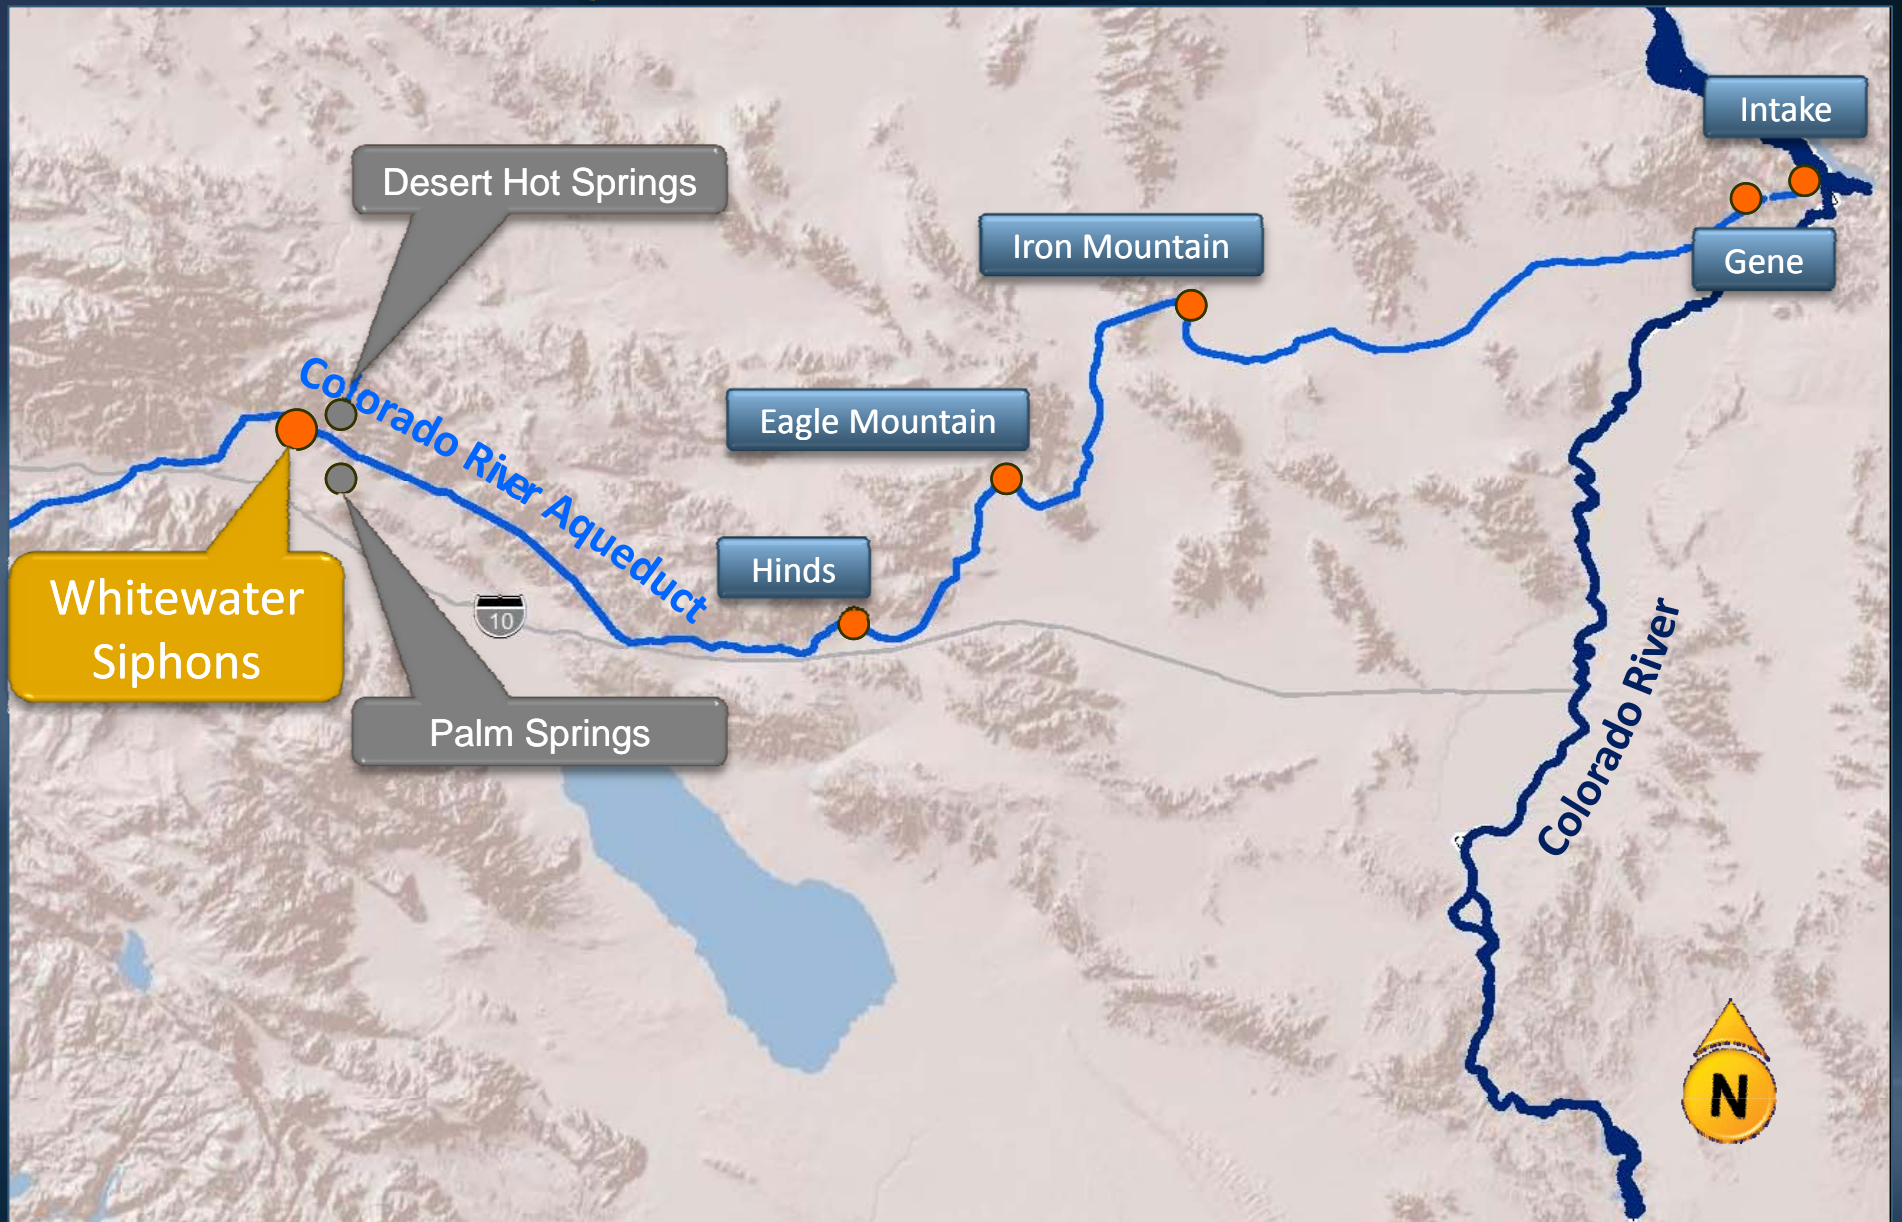 Intake
Desert Hot Springs
Iron Mountain
Gene
Colorado River Aqueduct
Eagle Mountain
Hinds
Whitewater
Siphons
10
Palm Springs
Colorado River
N